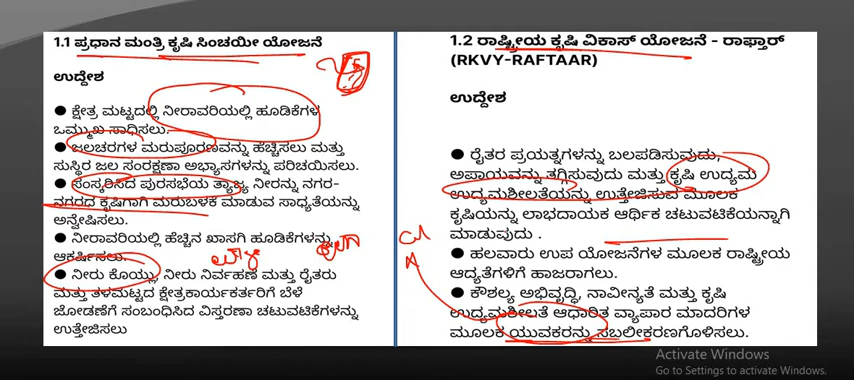 1.1 ಪ್ರಧಾನ ಮಂತ್ರಿ ಕೃಷಿ ಸಿಂಚಯೀ ಯೋಜನೆ
ಉದ್ದೇಶ
● ಕ್ಷೇತ್ರ ಮಟ್ಟದಲ್ಲಿ ನೀರಾವರಿಯಲ್ಲಿ ಹೂಡಿಕೆಗಳ
ಒಮ್ಮುಖ ಸಾಧಿಸಲು.
● ಜಲಚರಗಳ ಮರುಪೂರಣವನ್ನು ಹೆಚ್ಚಿಸಲು ಮತ್ತು
ಸುಸ್ಥಿರ ಜಲ ಸಂರಕ್ಷಣಾ ಅಭ್ಯಾಸಗಳನ್ನು ಪರಿಚಯಿಸಲು.
● ಸಂಸ್ಕರಿಸಿದ ಪುರಸಭೆಯ ತ್ಯಾಜ್ಯ ನೀರನ್ನು ನಗರ-
ನಗರದ ಕೃಷಿಗಾಗಿ ಮರುಬಳಕೆ ಮಾಡುವ ಸಾಧ್ಯತೆಯನ್ನು
ಅನ್ವೇಷಿಸಲು.
● ನೀರಾವರಿಯಲ್ಲಿ ಹೆಚ್ಚಿನ ಖಾಸಗಿ ಹೂಡಿಕೆಗಳನ್ನು
ಆಕರ್ಷಿಸಲು.
● ನೀರು ಕೊಯ್ಲು, ನೀರು ನಿರ್ವಹಣೆ ಮತ್ತು ರೈತರು
ಮತ್ತು ತಳಮಟ್ಟದ ಕ್ಷೇತ್ರಕಾರ್ಯಕರ್ತರಿಗೆ ಬೆಳೆ
ಜೋಡಣೆಗೆ ಸಂಬಂಧಿಸಿದ ವಿಸ್ತರಣಾ ಚಟುವಟಿಕೆಗಳನ್ನು
ಉತ್ತೇಜಿಸಲು
1.2 ರಾಷ್ಟ್ರೀಯ ಕೃಷಿ ವಿಕಾಸ್ ಯೋಜನೆ - ರಾಫ್ತಾರ್
(RKVY-RAFTAAR)
ಉದ್ದೇಶ
● ರೈತರ ಪ್ರಯತ್ನಗಳನ್ನು ಬಲಪಡಿಸುವುದು,
ಅಪಾಯವನ್ನು ತಗ್ಗಿಸುವುದು ಮತ್ತು ಕೃಷಿ ಉದ್ಯಮ
ಉದ್ಯಮಶೀಲತೆಯನ್ನು ಉತ್ತೇಜಿಸುವ ಮೂಲಕ
ಕೃಷಿಯನ್ನು ಲಾಭದಾಯಕ ಆರ್ಥಿಕ ಚಟುವಟಿಕೆಯನ್ನಾಗಿ
ಮಾಡುವುದು .
● ಹಲವಾರು ಉಪ ಯೋಜನೆಗಳ ಮೂಲಕ ರಾಷ್ಟ್ರೀಯ
ಆದ್ಯತೆಗಳಿಗೆ ಹಾಜರಾಗಲು.
● ಕೌಶಲ್ಯ ಅಭಿವೃದ್ಧಿ, ನಾವೀನ್ಯತೆ ಮತ್ತು ಕೃಷಿ
ಉದ್ಯಮಶೀಲತೆ ಆಧಾರಿತ ವ್ಯಾಪಾರ ಮಾದರಿಗಳ
ಮೂಲಕ ಯುವಕರನ್ನು ಸಬಲೀಕರಣಗೊಳಿಸಲು.
Activate Windows
Go to Settings to activate Windows.